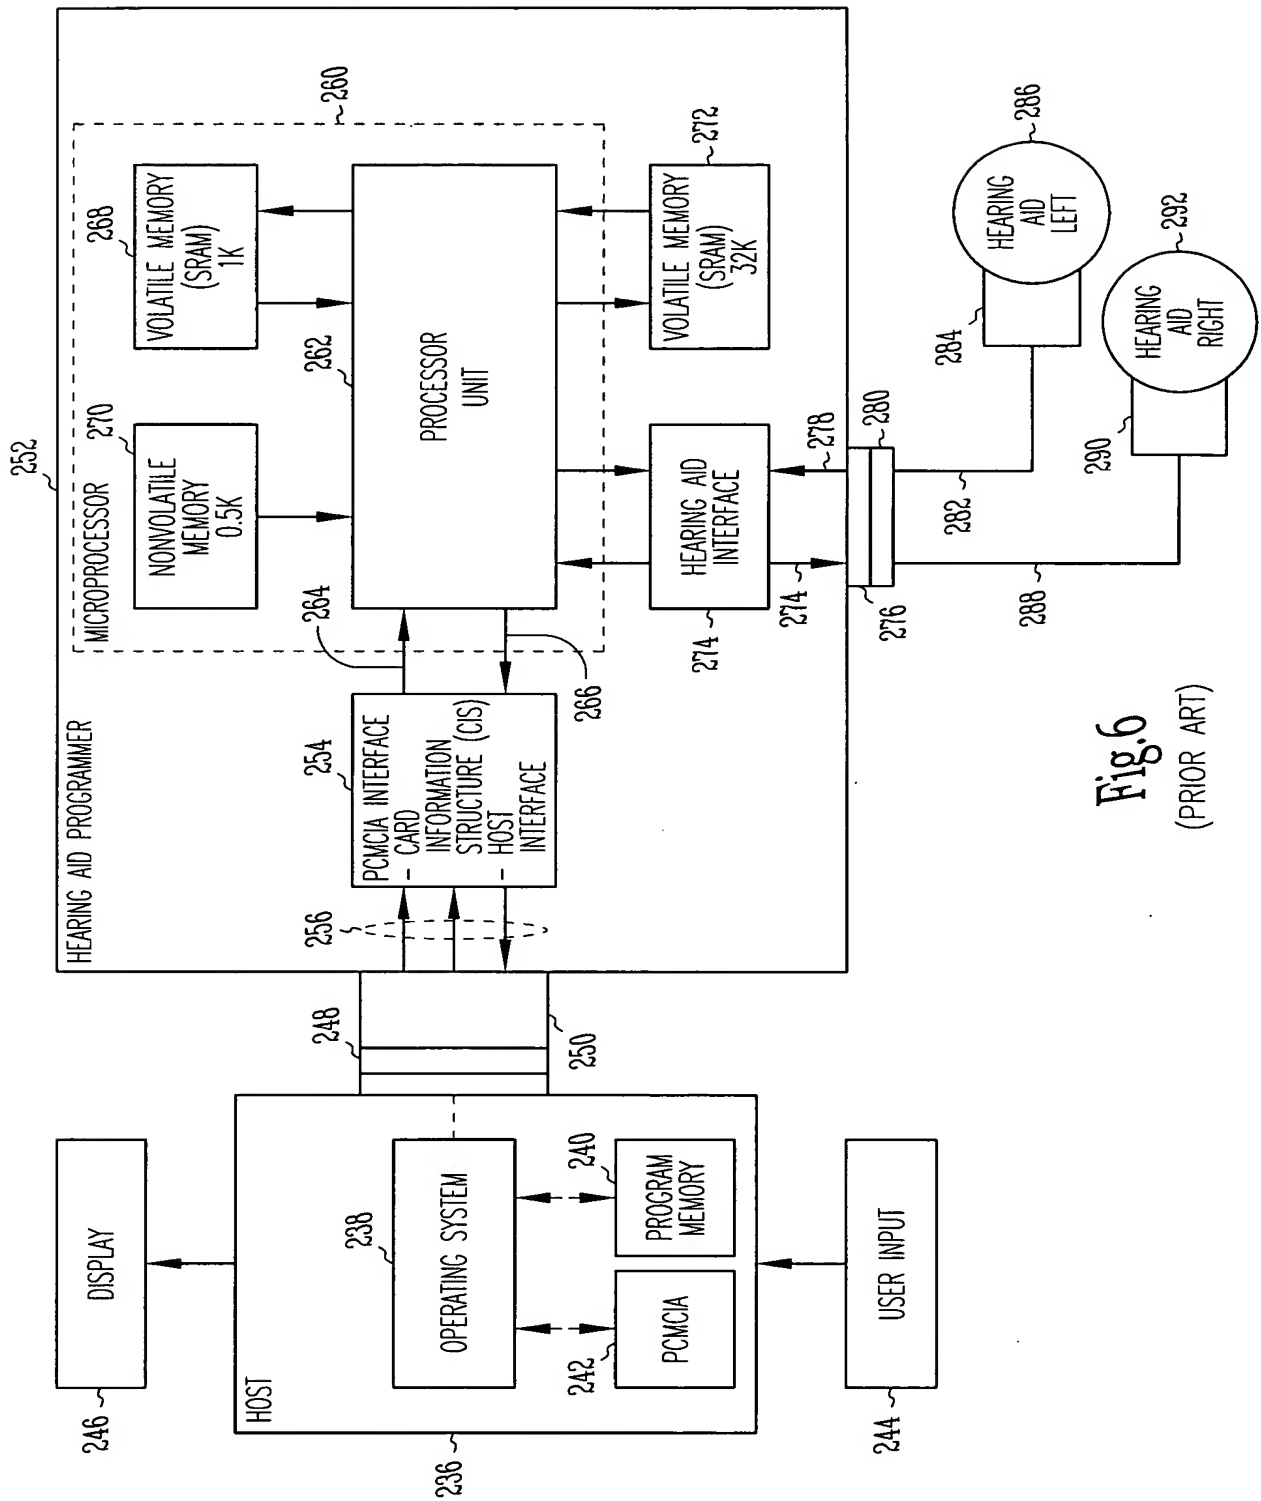 252
HEARING AID PROGRAMMER
MICROPROCESSOR
260
270
NONVOLATILE
MEMORY
0.5K
268
VOLATILE MEMORY
(SRAM)
1K
264
262
PROCESSOR
UNIT
266
254
PCMCIA INTERFACE
– CARD
INFORMATION
STRUCTURE (CIS)
– HOST
INTERFACE
256
274
HEARING AID
INTERFACE
272
VOLATILE MEMORY
(SRAM)
32K
274
278
276
280
282
288
284
HEARING
AID
LEFT
286
290
HEARING
AID
RIGHT
292
248
250
246
DISPLAY
HOST
236
238
OPERATING SYSTEM
242
PCMCIA
240
PROGRAM
MEMORY
244
USER INPUT
Fig.6
(PRIOR ART)